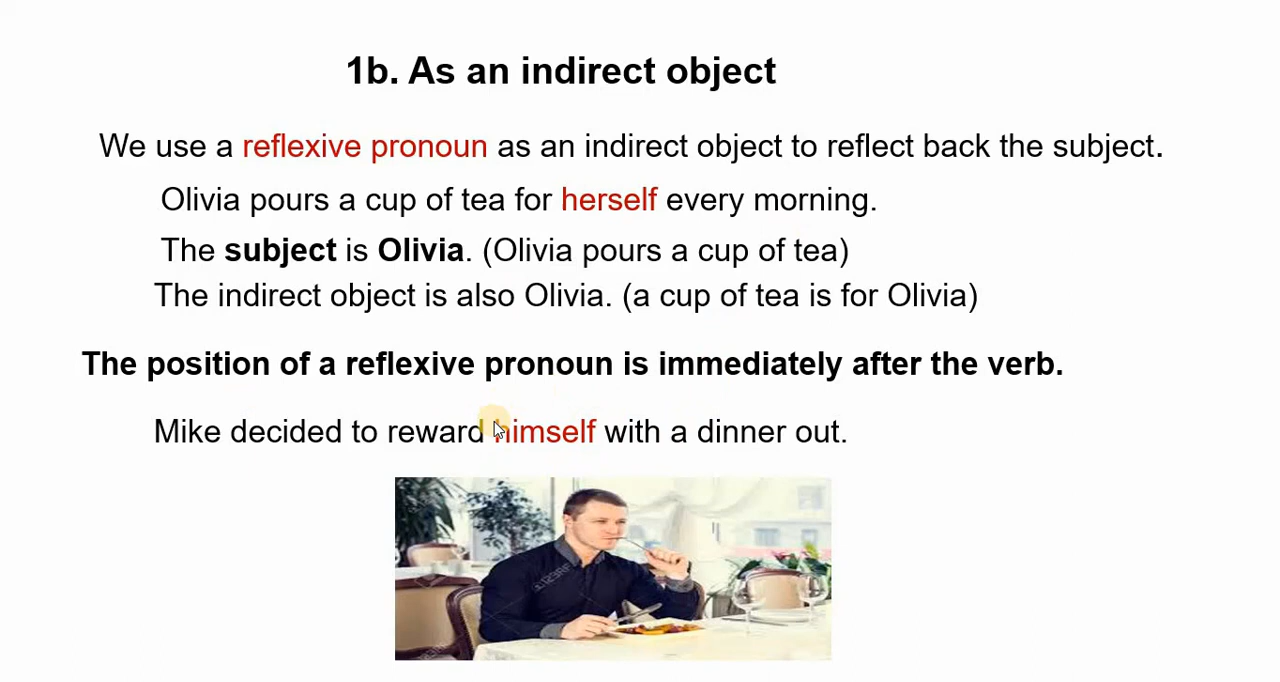 1b. As an indirect object
We use a reflexive pronoun as an indirect object to reflect back the subject.
Olivia pours a cup of tea for herself every morning.
The subject is Olivia. (Olivia pours a cup of tea)
The indirect object is also Olivia. (a cup of tea is for Olivia)
The position of a reflexive pronoun is immediately after the verb.
Mike decided to reward himself with a dinner out.
123RF